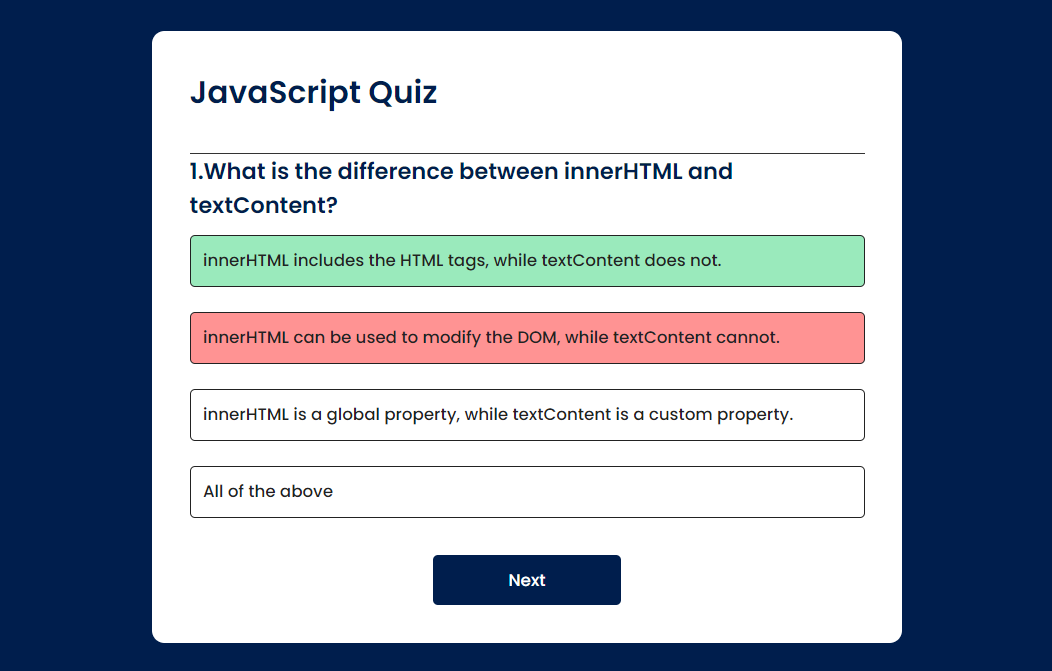 JavaScript Quiz
1.What is the difference between innerHTML and
textContent?
innerHTML includes the HTML tags, while textContent does not.
innerHTML can be used to modify the DOM, while textContent cannot.
innerHTML is a global property, while textContent is a custom property.
All of the above
Next